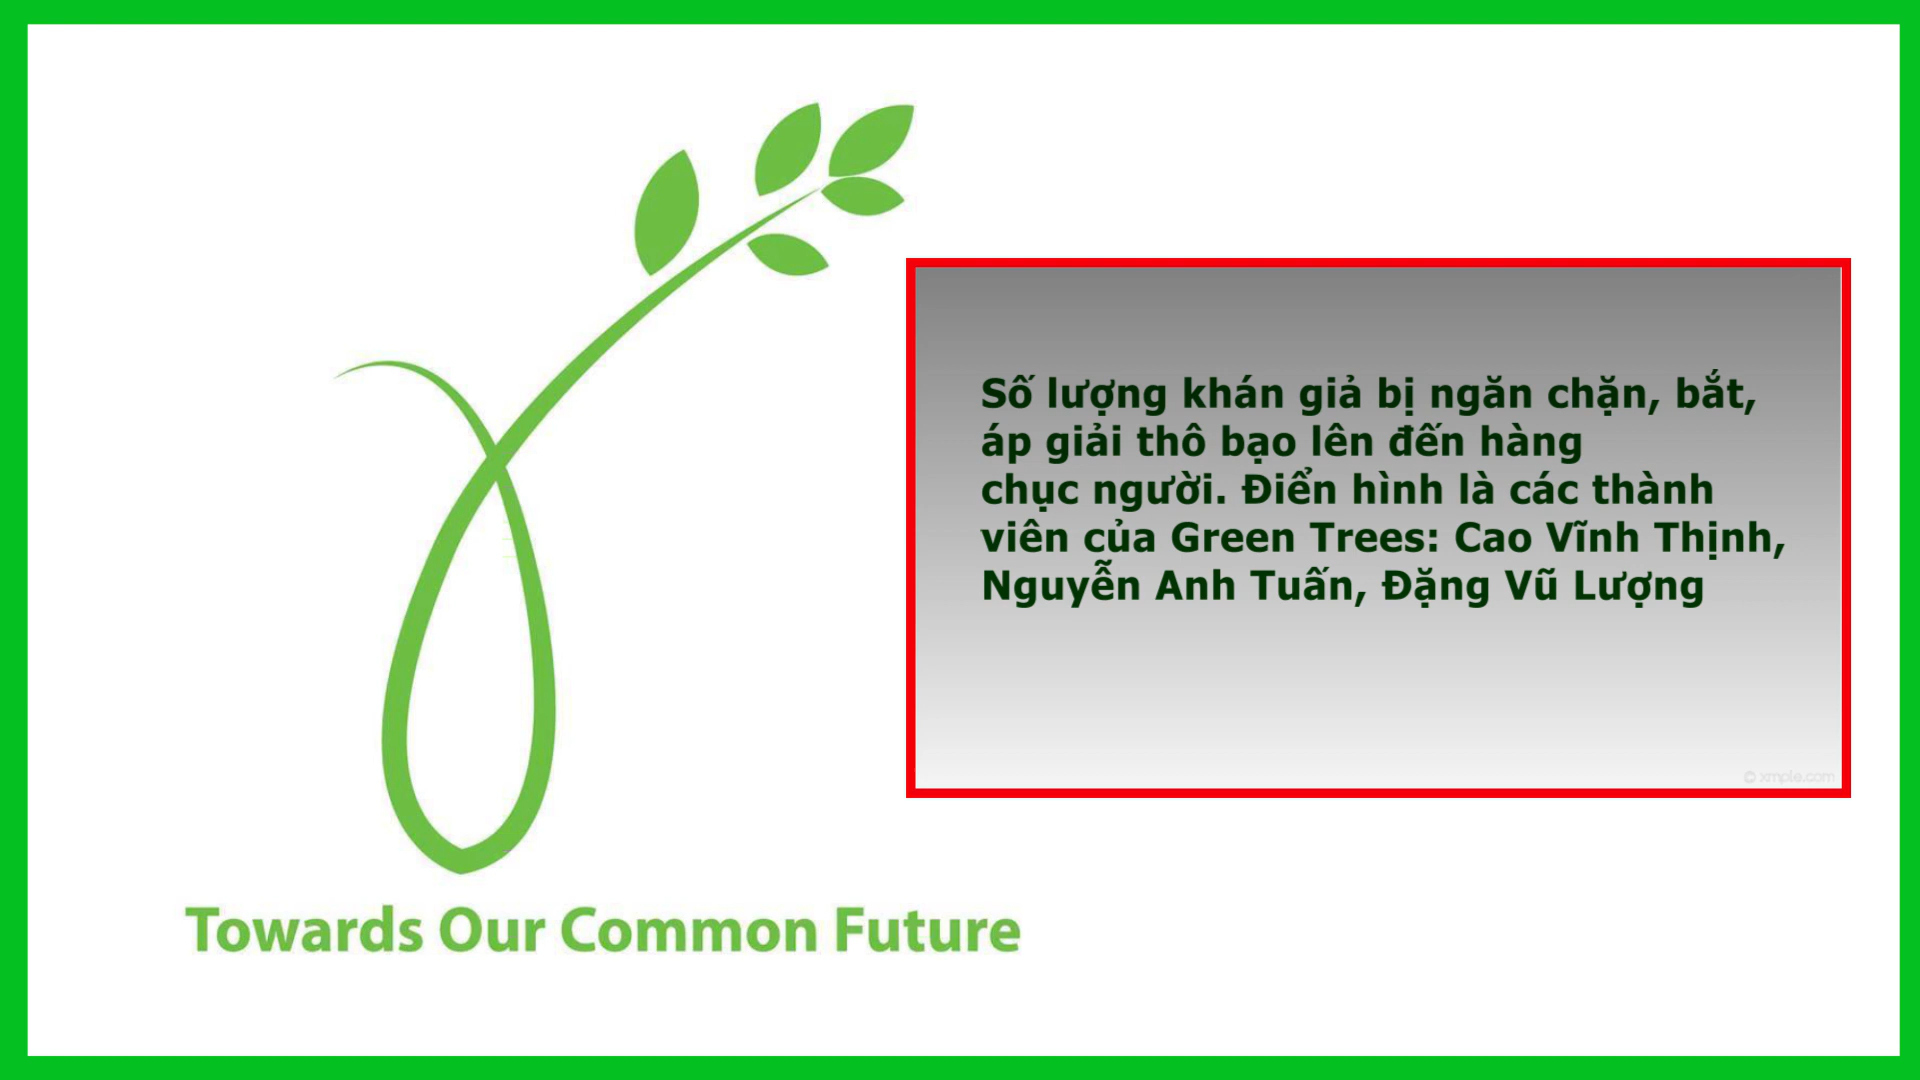 Số lượng khán giả bị ngăn chặn, bắt,
áp giải thô bạo lên đến hàng
chục người. Điển hình là các thành
viên của Green Trees: Cao Vĩnh Thịnh,
Nguyễn Anh Tuấn, Đặng Vũ Lượng
© xmple.com
Towards Our Common Future